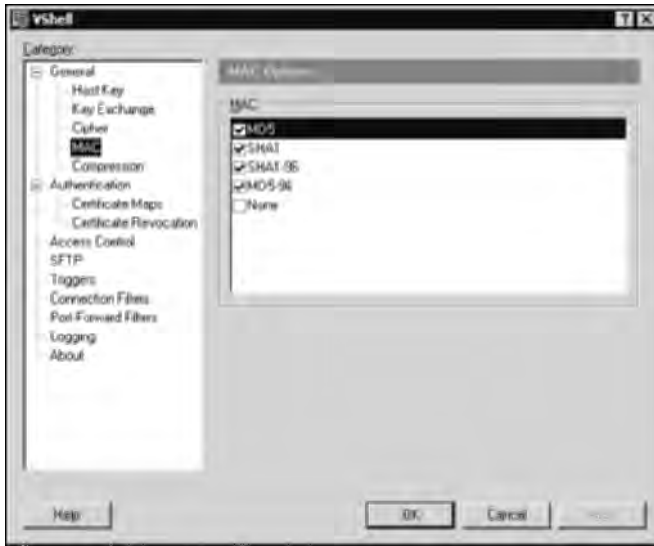 VShell
Category:
General
Host Key
Key Exchange
Cipher
MAC
Compression
Authentication
Certificate Maps
Certificate Revocation
Access Control
SFTP
Triggers
Connection Filters
Port-Forward Filters
Logging
About
MAC Options
MAC
MD5
SHA1
SHA1-96
MD5-96
None
Help
OK
Cancel